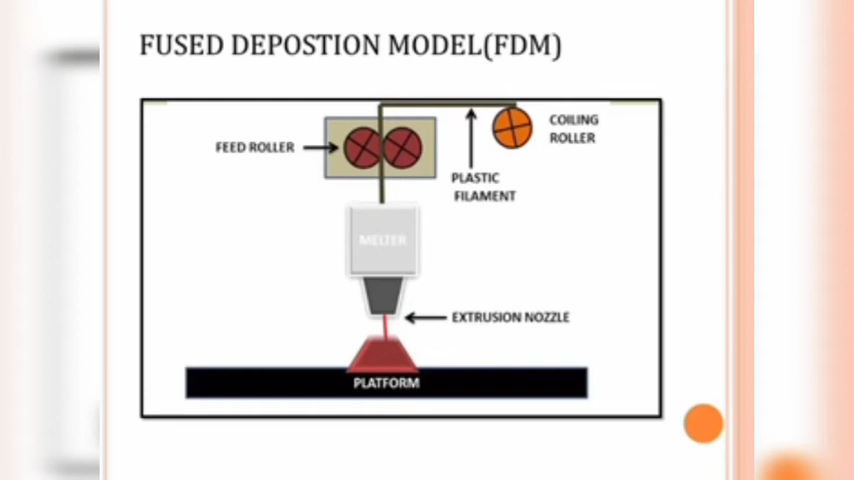 FUSED DEPOSTION MODEL(FDM)
COILING
ROLLER
FEED ROLLER
PLASTIC
FILAMENT
MELTER
EXTRUSION NOZZLE
PLATFORM